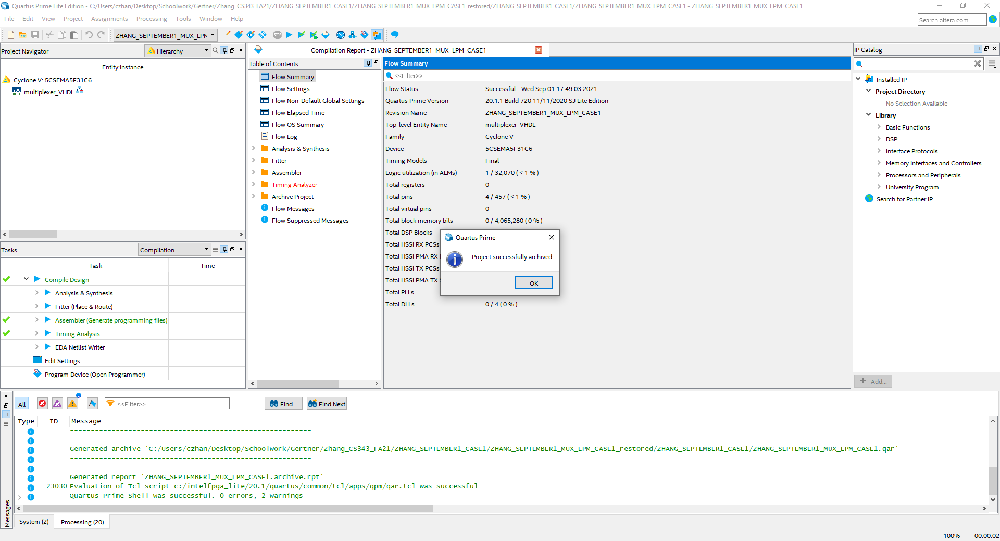 Quartus Prime Lite Edition - C:/Users/czhan/Desktop/Schoolwork/Gertner/Zhang_CS343_FA21/ZHANG_SEPTEMBER1_CASE1/ZHANG_SEPTEMBER1_MUX_LPM_CASE1_restored/ZHANG_SEPTEMBER1_CASE1/ZHANG_SEPTEMBER1_MUX_LPM_CASE1 - ZHANG_SEPTEMBER1_MUX_LPM_CASE1
File Edit View Project Assignments Processing Tools Window Help
Search altera.com
ZHANG_SEPTEMBER1_MUX_LPM
STOP
Project Navigator
Hierarchy
Entity:Instance
Cyclone V: 5CSEMA5F31C6
abc VHD multiplexer_VHDL
Tasks
Compilation
Task Time
Compile Design
Analysis & Synthesis
Fitter (Place & Route)
Assembler (Generate programming files)
Timing Analysis
EDA Netlist Writer
Edit Settings
Program Device (Open Programmer)
Compilation Report - ZHANG_SEPTEMBER1_MUX_LPM_CASE1
Table of Contents
Flow Summary
Flow Settings
Flow Non-Default Global Settings
Flow Elapsed Time
Flow OS Summary
Flow Log
Analysis & Synthesis
Fitter
Assembler
Timing Analyzer
Archive Project
Flow Messages
Flow Suppressed Messages
Flow Summary
<<Filter>>
Flow Status Successful - Wed Sep 01 17:49:03 2021
Quartus Prime Version 20.1.1 Build 720 11/11/2020 SJ Lite Edition
Revision Name ZHANG_SEPTEMBER1_MUX_LPM_CASE1
Top-level Entity Name multiplexer_VHDL
Family Cyclone V
Device 5CSEMA5F31C6
Timing Models Final
Logic utilization (in ALMs) 1 / 32,070 ( < 1 % )
Total registers 0
Total pins 4 / 457 ( < 1 % )
Total virtual pins 0
Total block memory bits 0 / 4,065,280 ( 0 % )
Total DSP Blocks
Total HSSI RX PCSs
Total HSSI PMA RX
Total HSSI TX PCSs
Total HSSI PMA TX S
Total PLLs
Total DLLs 0 / 4 ( 0 % )
Quartus Prime
Project successfully archived.
OK
IP Catalog
Installed IP
Project Directory
No Selection Available
Library
Basic Functions
DSP
Interface Protocols
Memory Interfaces and Controllers
Processors and Peripherals
University Program
Search for Partner IP
+ Add...
All
<<Filter>>
Find...
Find Next
Type ID Message
----------------------------------------------------------
----------------------------------------------------------
Generated archive 'C:/Users/czhan/Desktop/Schoolwork/Gertner/Zhang_CS343_FA21/ZHANG_SEPTEMBER1_CASE1/ZHANG_SEPTEMBER1_MUX_LPM_CASE1_restored/ZHANG_SEPTEMBER1_CASE1/ZHANG_SEPTEMBER1_MUX_LPM_CASE1.qar'
----------------------------------------------------------
----------------------------------------------------------
Generated report 'ZHANG_SEPTEMBER1_MUX_LPM_CASE1.archive.rpt'
23030 Evaluation of Tcl script c:/intelfpga_lite/20.1/quartus/common/tcl/apps/qpm/qar.tcl was successful
Quartus Prime Shell was successful. 0 errors, 2 warnings
Messages
System (2)
Processing (20)
100% 00:00:02